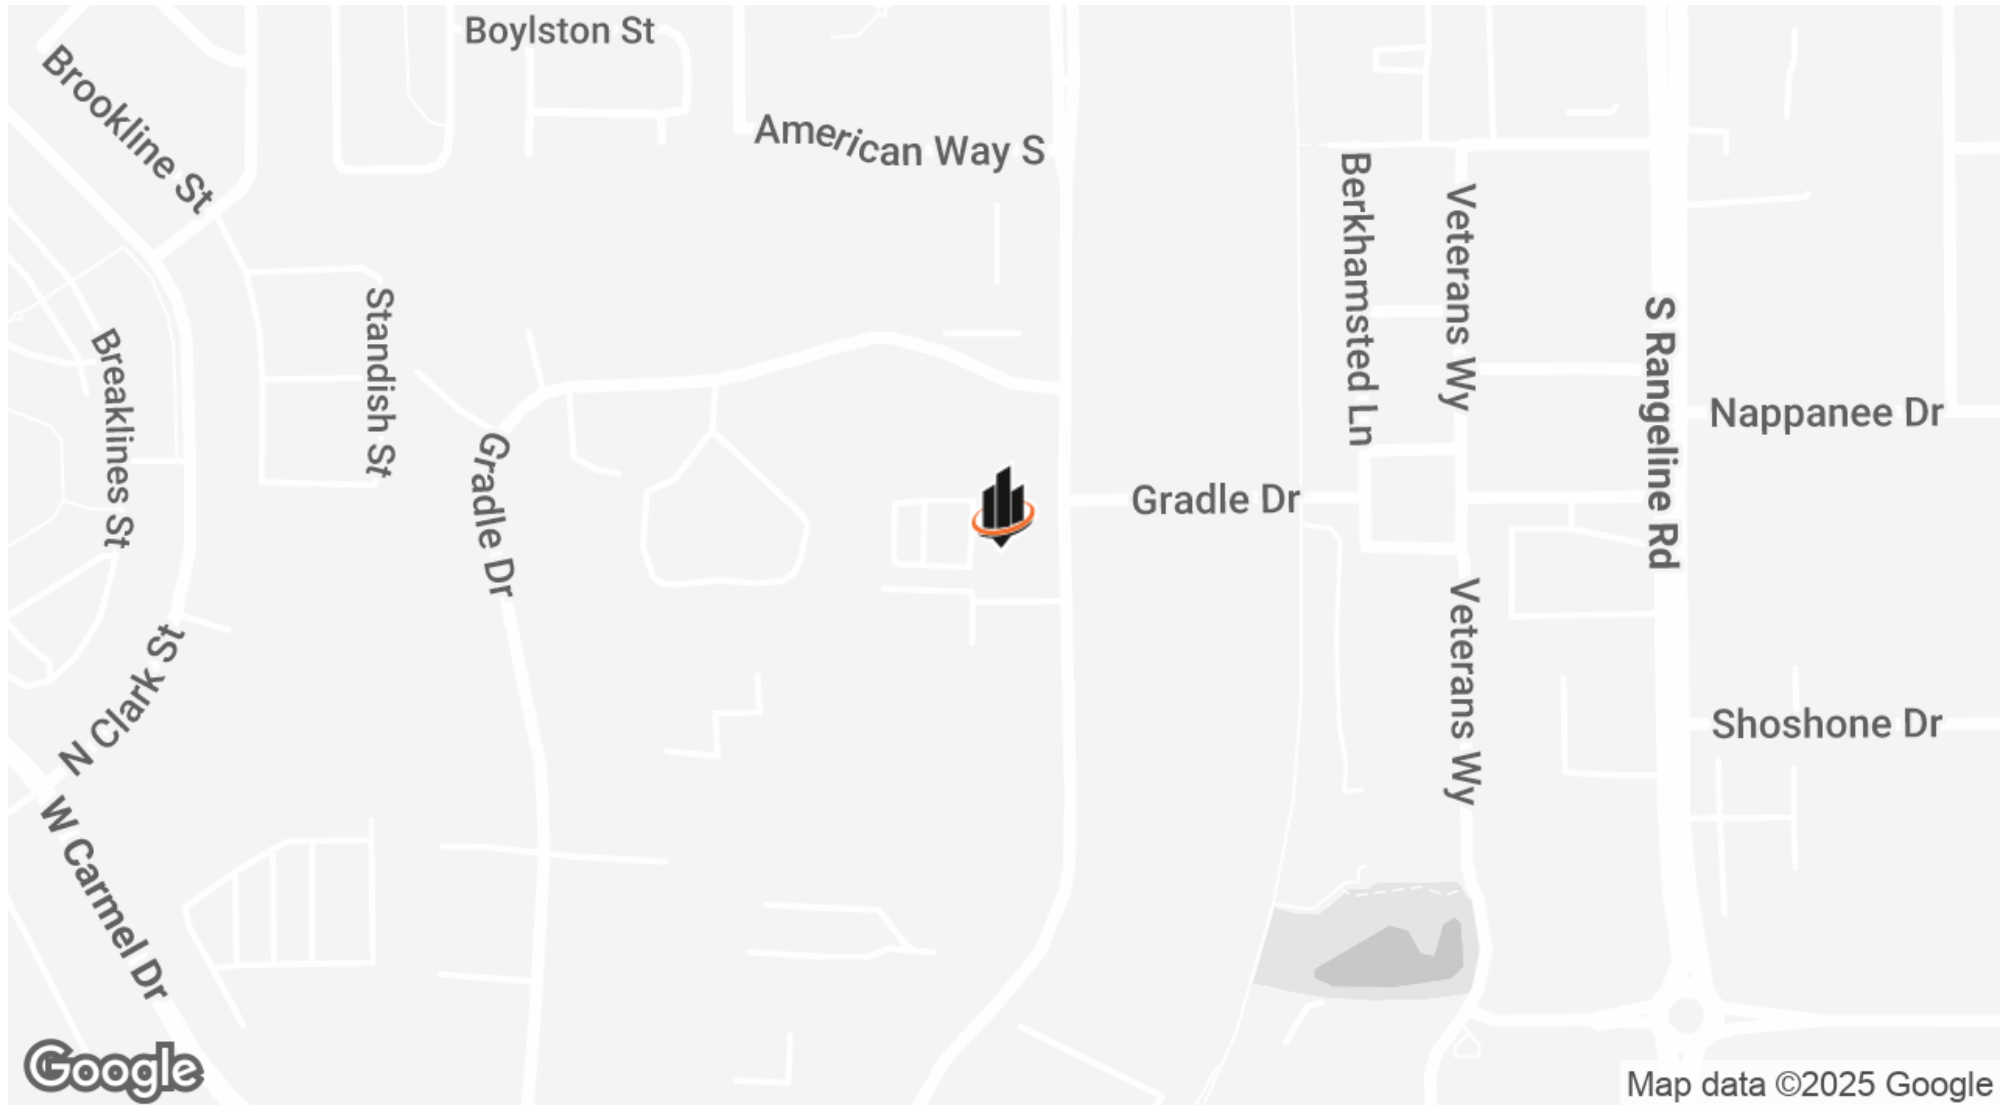 Boylston St
Brookline St
American Way S
Berkhamsted Ln
Veterans Wy
Standish St
S Rangeline Rd
Breaklines St
Nappanee Dr
Gradle Dr
Gradle Dr
Veterans Wy
N Clark St
Shoshone Dr
W Carmel Dr
Google
Map data ©2025 Google